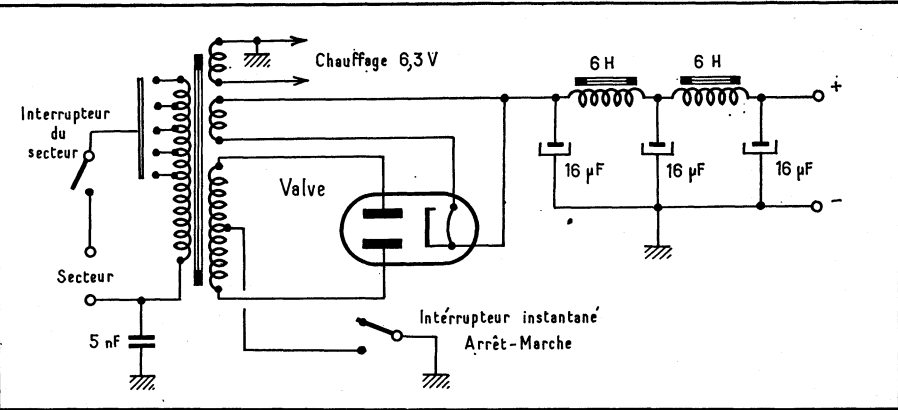 Chauffage 6,3 V
6 H
6 H
+
Interrupteur
du
secteur
16 µF
16 µF
16 µF
Valve
-
Secteur
5 nF
Intérrupteur instantané
Arrêt-Marche